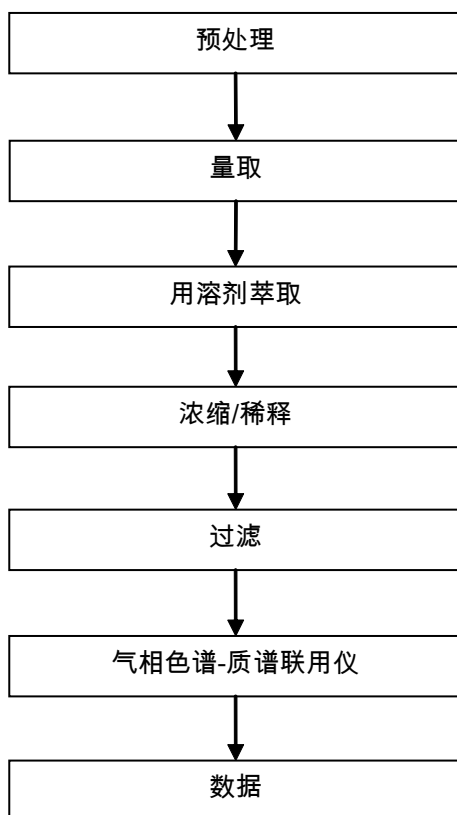 预处理
量取
用溶剂萃取
浓缩/稀释
过滤
气相色谱-质谱联用仪
数据